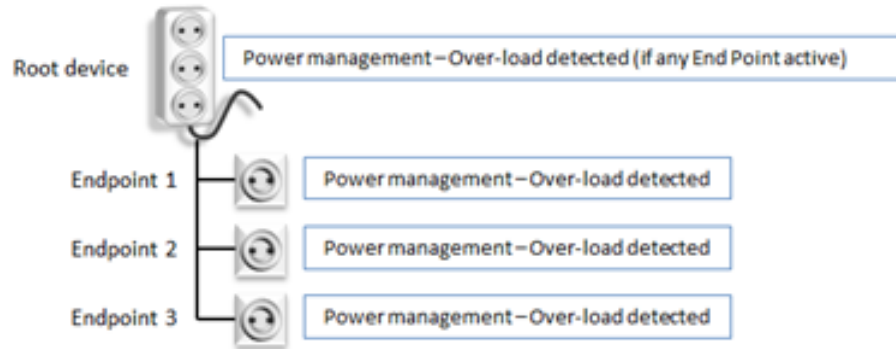 Root device
Power management – Over-load detected (if any End Point active)
Endpoint 1
Power management – Over-load detected
Endpoint 2
Power management – Over-load detected
Endpoint 3
Power management – Over-load detected